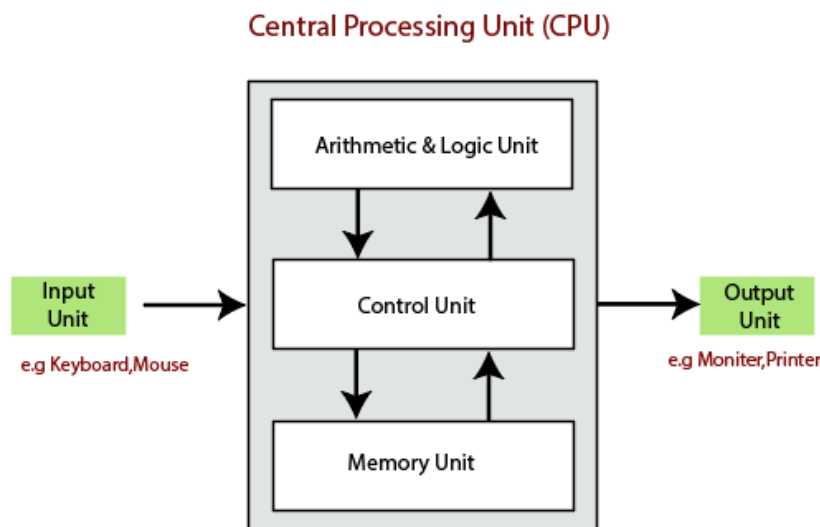 Central Processing Unit (CPU)
Arithmetic & Logic Unit
Input
Unit
e.g Keyboard,Mouse
Control Unit
Output
Unit
e.g Moniter,Printer
Memory Unit